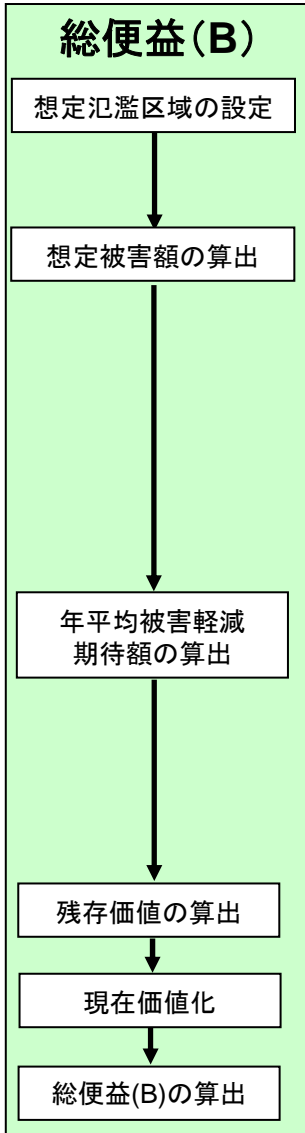 総便益(B)
想定氾濫区域の設定
想定被害額の算出
年平均被害軽減
期待額の算出
残存価値の算出
現在価値化
総便益(B)の算出